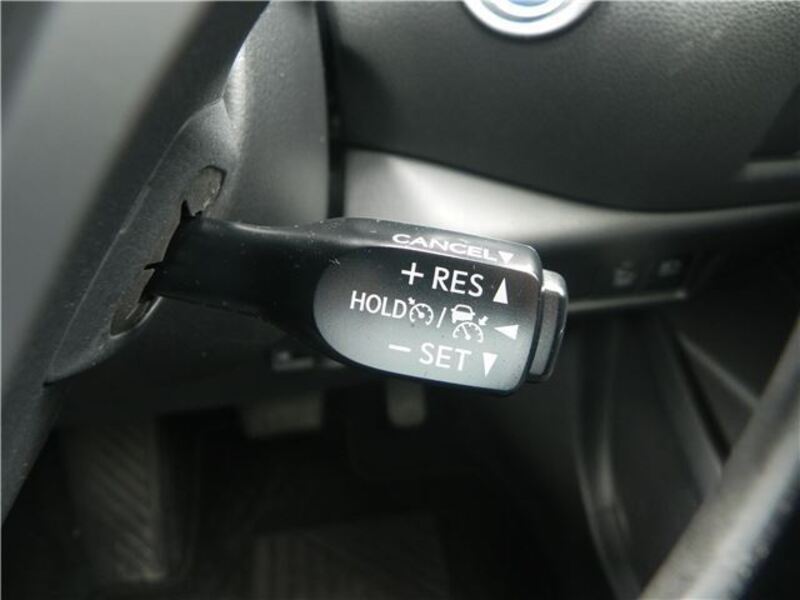 CANCEL▼
+ RES ▲
HOLD / ◀
− SET ▼